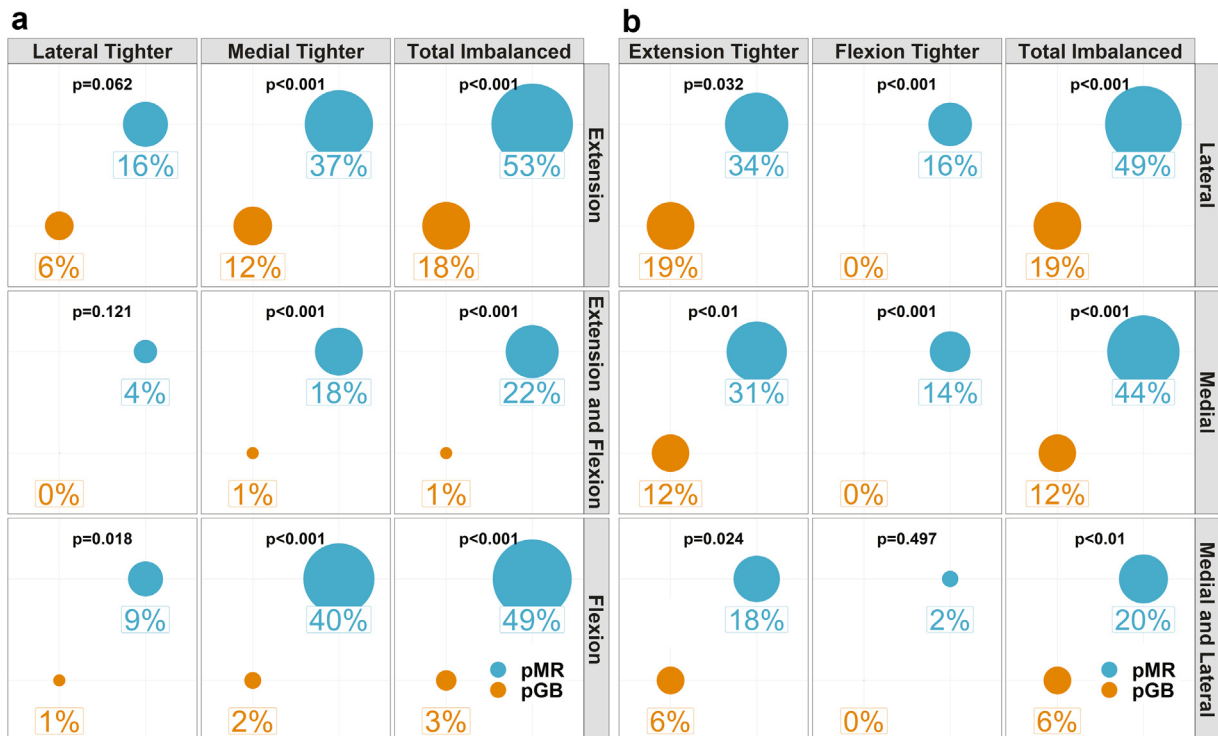 a
Lateral Tighter
Medial Tighter
Total Imbalanced
p=0.062
p<0.001
p<0.001
16%
37%
53%
6%
12%
18%
Extension
p=0.121
p<0.001
p<0.001
4%
18%
22%
0%
1%
1%
Extension and Flexion
p=0.018
p<0.001
p<0.001
9%
40%
49%
pMR
pGB
1%
2%
3%
Flexion
b
Extension Tighter
Flexion Tighter
Total Imbalanced
p=0.032
p<0.001
p<0.001
34%
16%
49%
19%
0%
19%
Lateral
p<0.01
p<0.001
p<0.001
31%
14%
44%
12%
0%
12%
Medial
p=0.024
p=0.497
p<0.01
18%
2%
20%
pMR
pGB
6%
0%
6%
Medial and Lateral